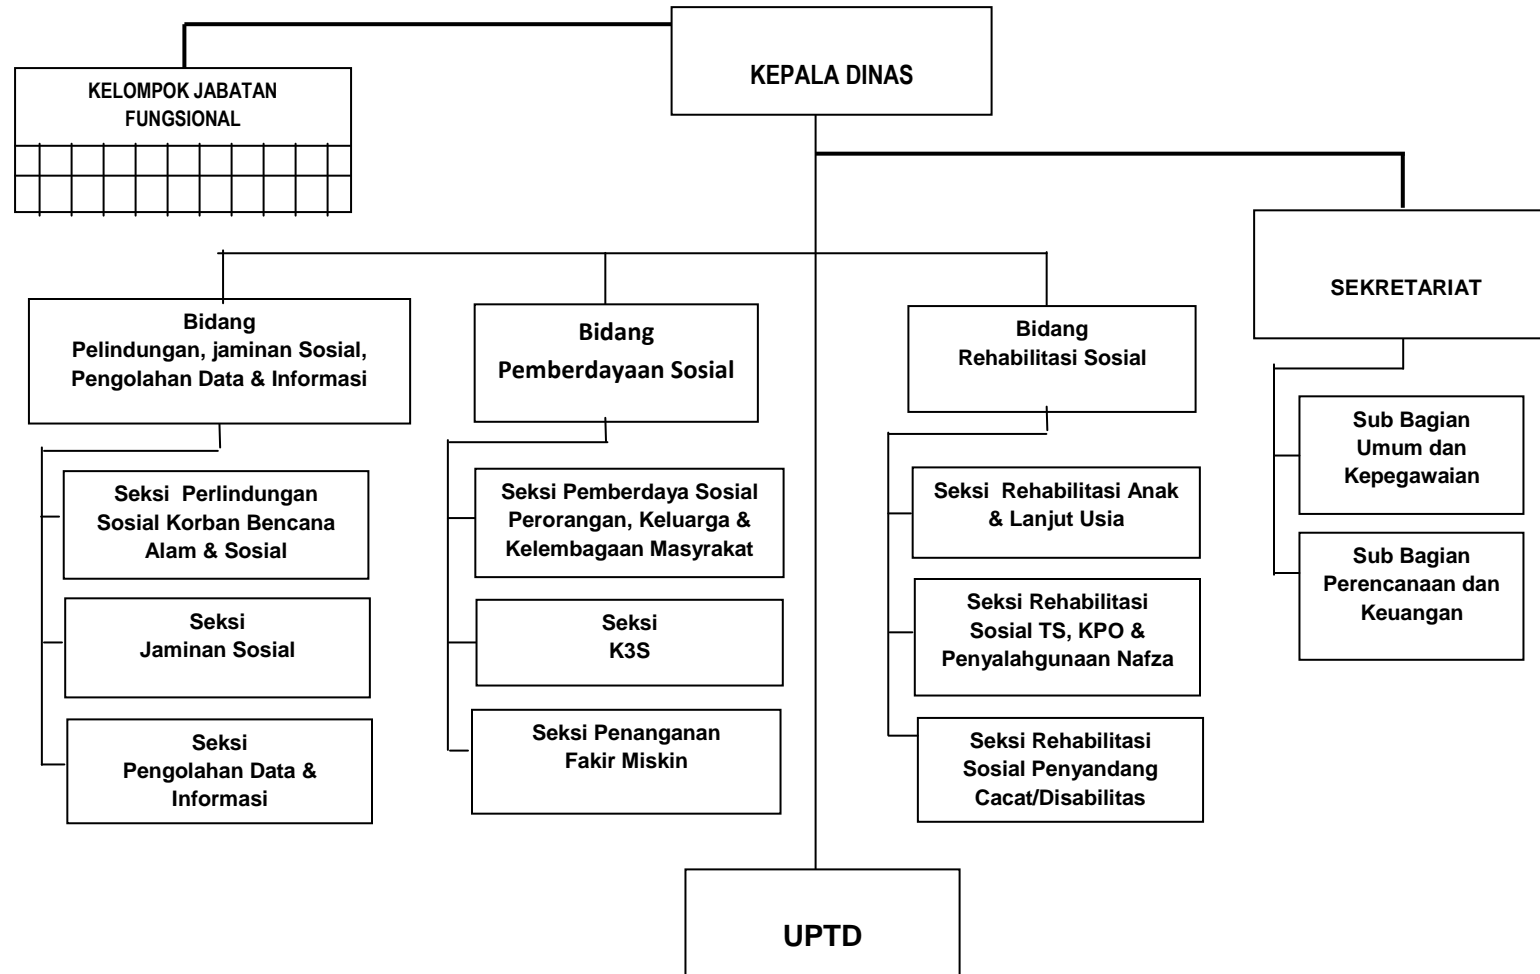 KEPALA DINAS
KELOMPOK JABATAN
FUNGSIONAL
SEKRETARIAT
Bidang
Pelindungan, jaminan Sosial,
Pengolahan Data & Informasi
Bidang
Pemberdayaan Sosial
Bidang
Rehabilitasi Sosial
Seksi  Perlindungan
Sosial Korban Bencana
Alam & Sosial
Seksi
Jaminan Sosial
Seksi
Pengolahan Data &
Informasi
Seksi Pemberdaya Sosial
Perorangan, Keluarga &
Kelembagaan Masyrakat
Seksi
K3S
Seksi Penanganan
Fakir Miskin
Seksi  Rehabilitasi Anak
& Lanjut Usia
Seksi Rehabilitasi
Sosial TS, KPO &
Penyalahgunaan Nafza
Seksi Rehabilitasi
Sosial Penyandang
Cacat/Disabilitas
Sub Bagian
Umum dan
Kepegawaian
Sub Bagian
Perencanaan dan
Keuangan
UPTD